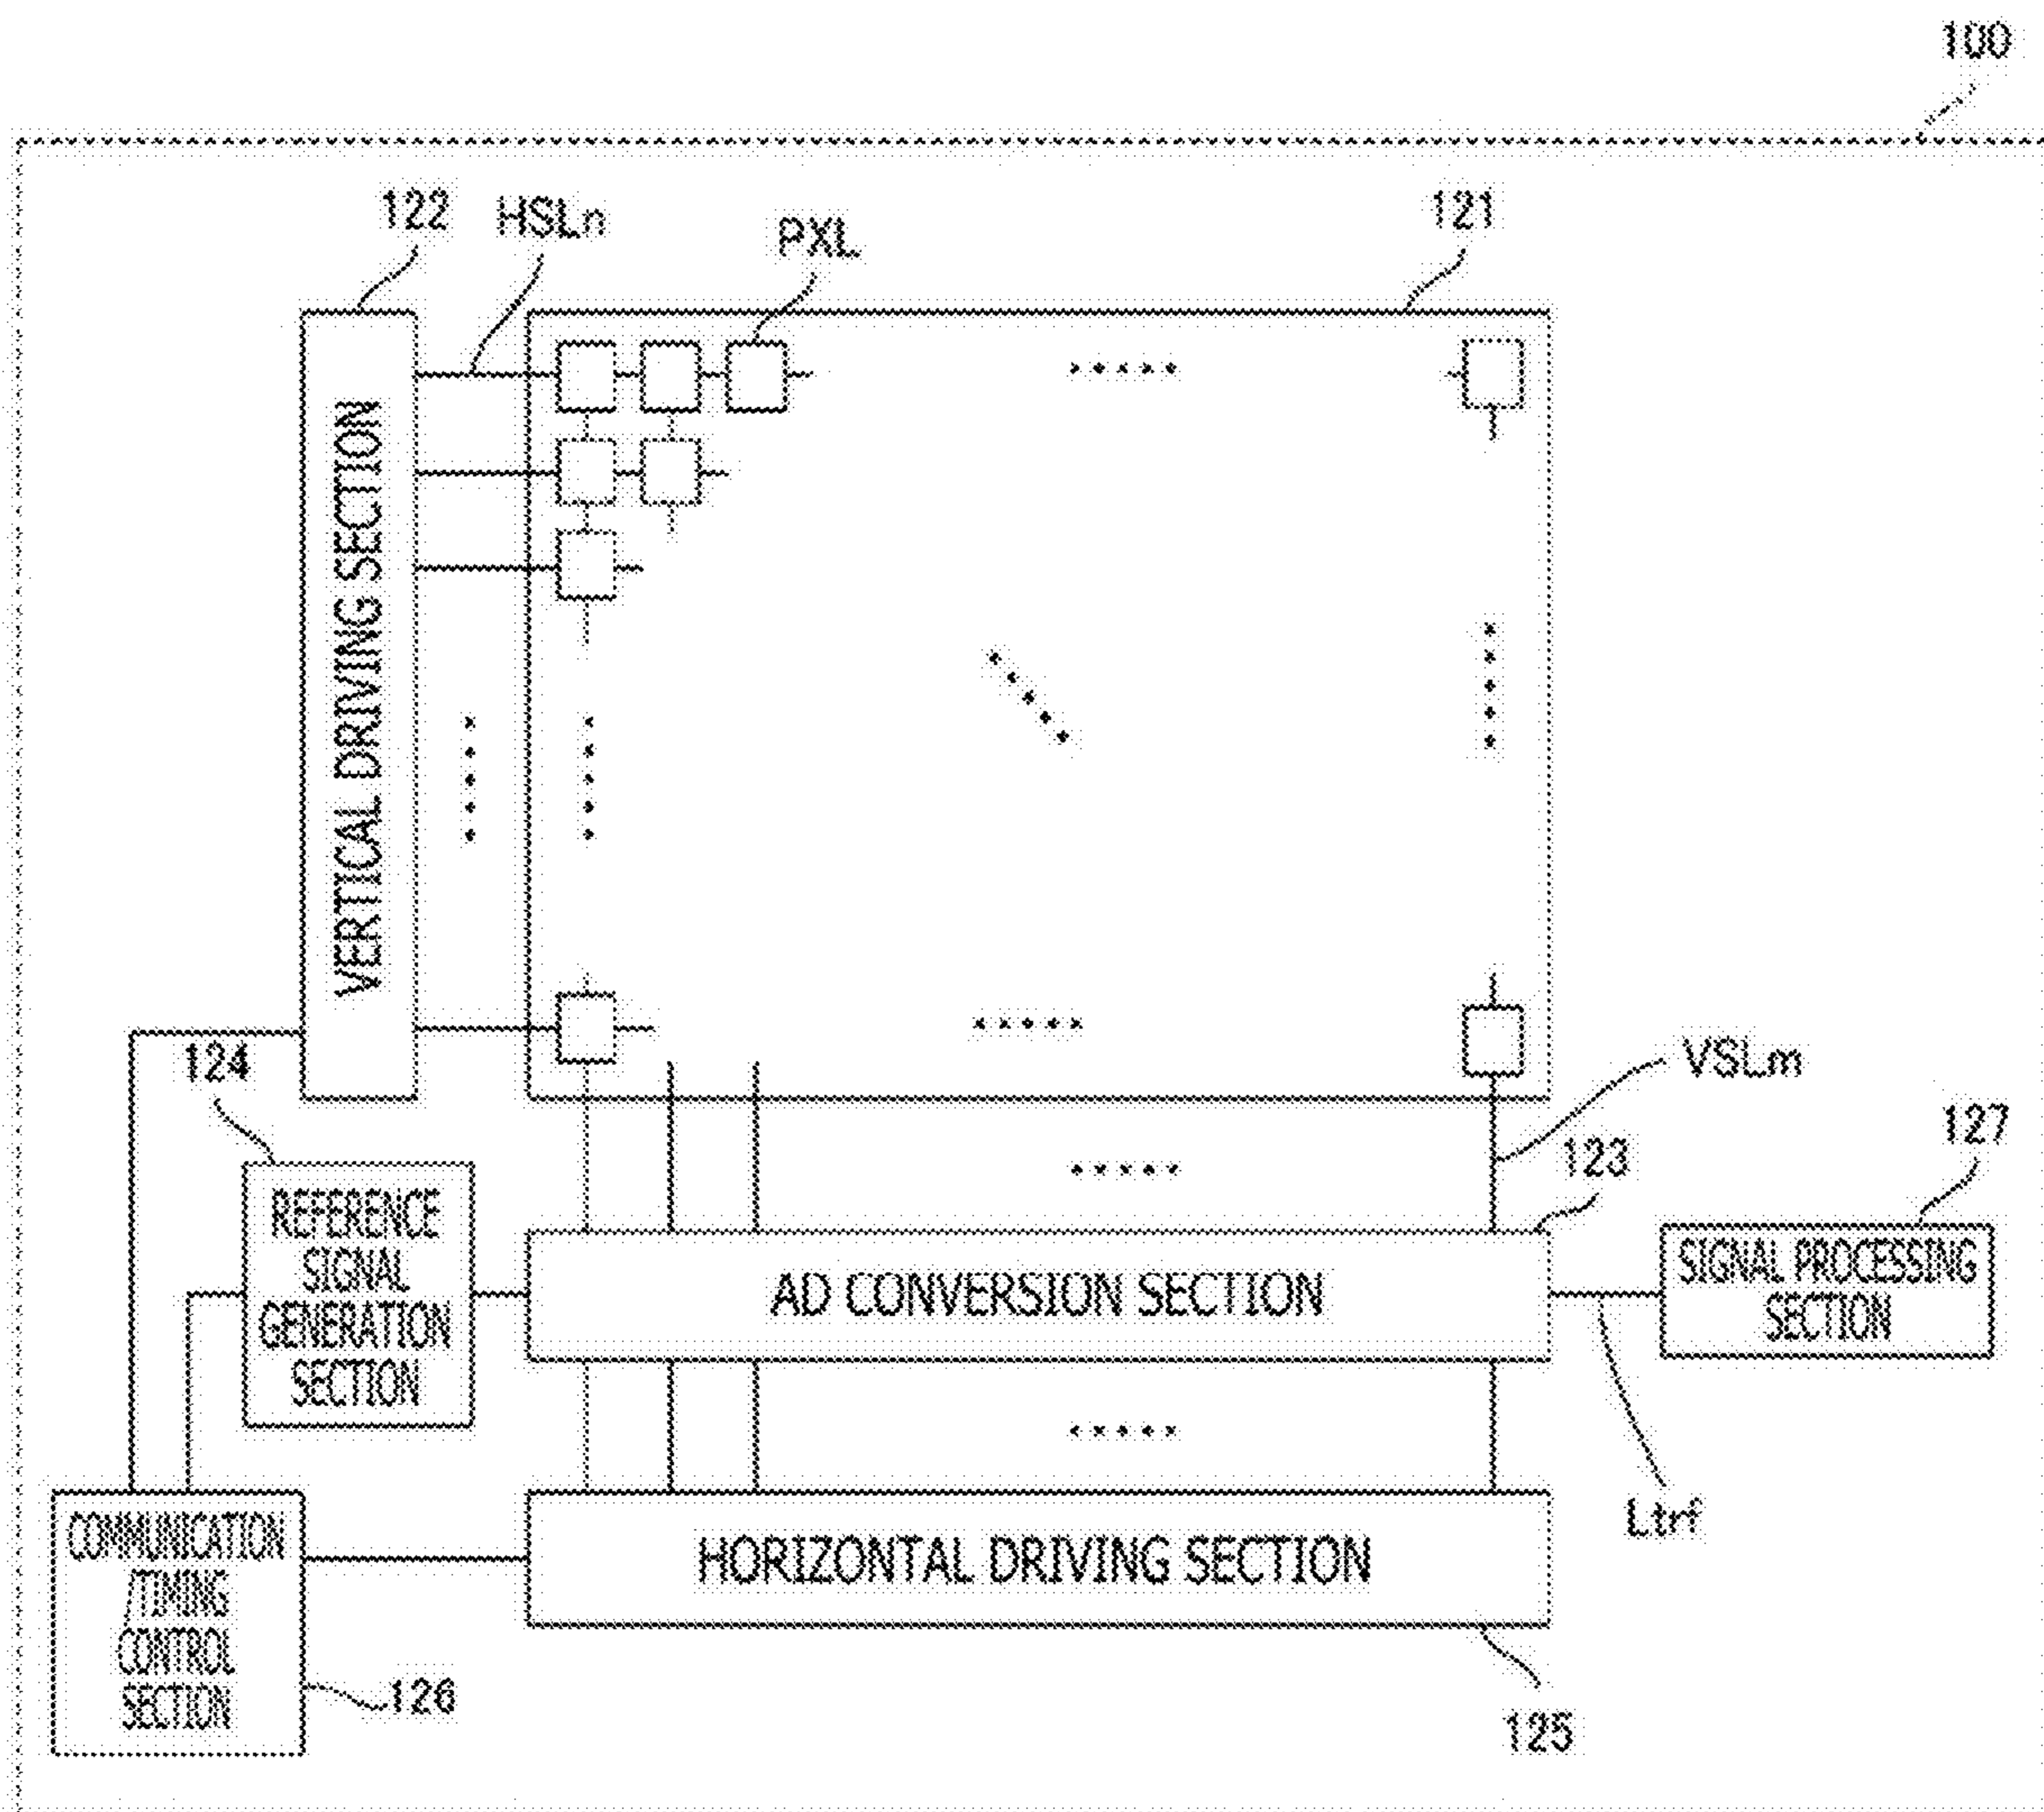 100
122
HSLn
PXL
121
VERTICAL DRIVING SECTION
124
VSLm
127
123
REFERENCE
SIGNAL
GENERATION
SECTION
AD CONVERSION SECTION
SIGNAL PROCESSING
SECTION
Ltrf
COMMUNICATION
/TIMING
CONTROL
SECTION
HORIZONTAL DRIVING SECTION
126
125